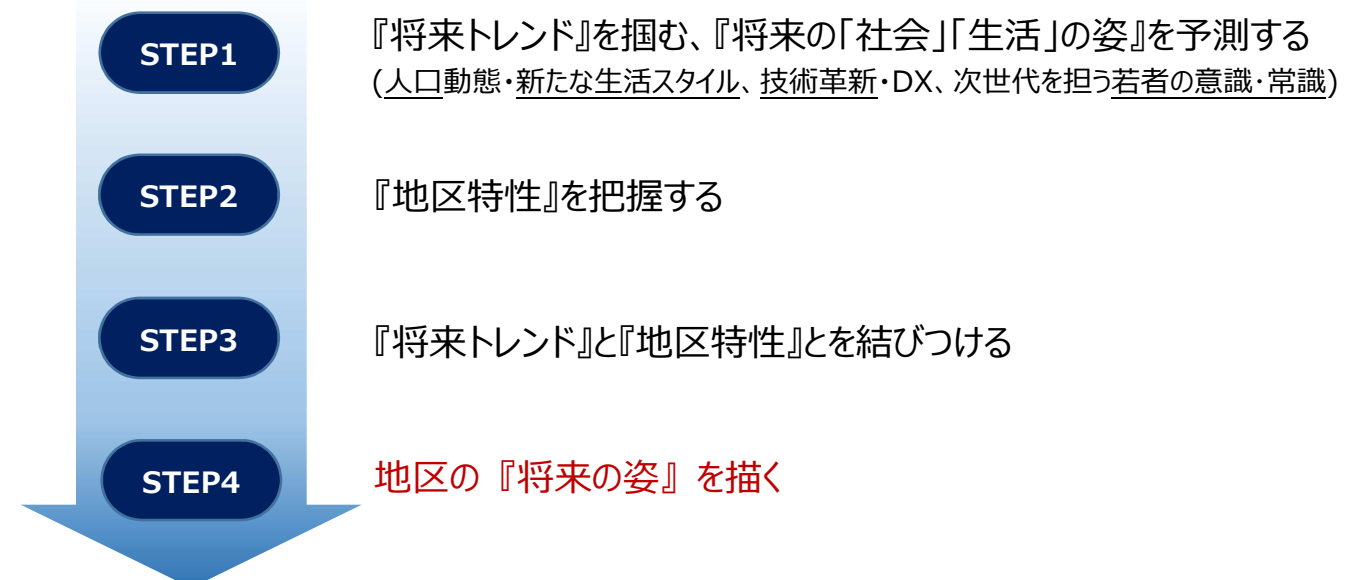 STEP1
『将来トレンド』を掴む、『将来の「社会」「生活」の姿』を予測する
(人口動態・新たな生活スタイル、技術革新・DX、次世代を担う若者の意識・常識)
STEP2
『地区特性』を把握する
STEP3
『将来トレンド』と『地区特性』とを結びつける
STEP4
地区の『将来の姿』を描く